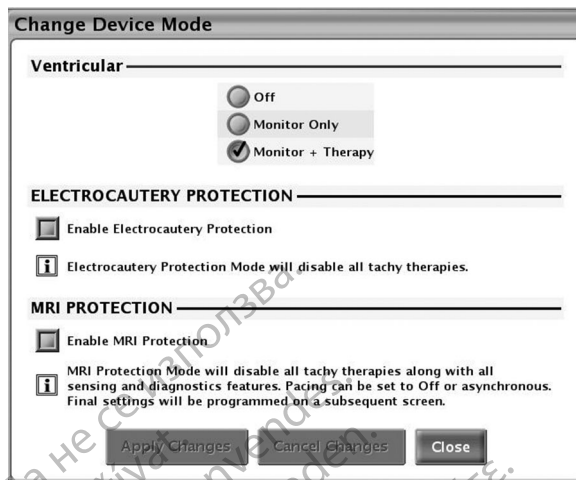 Change Device Mode
Ventricular
Off
Monitor Only
Monitor + Therapy
ELECTROCAUTERY PROTECTION
Enable Electrocautery Protection
Electrocautery Protection Mode will disable all tachy therapies.
MRI PROTECTION
Enable MRI Protection
MRI Protection Mode will disable all tachy therapies along with all
sensing and diagnostics features. Pacing can be set to Off or asynchronous.
Final settings will be programmed on a subsequent screen.
Apply Changes Cancel Changes Close
не се използва.